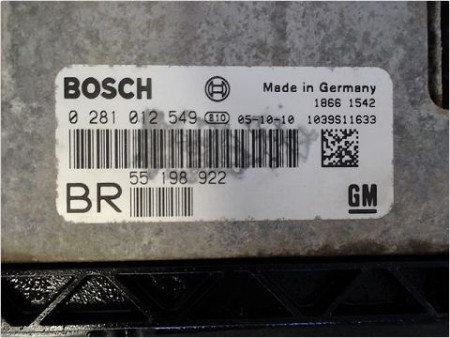 BOSCH Made in Germany
1866 1542
0 281 012 549 810 05-10-10 1039S11633
BR 55 198 922
GM